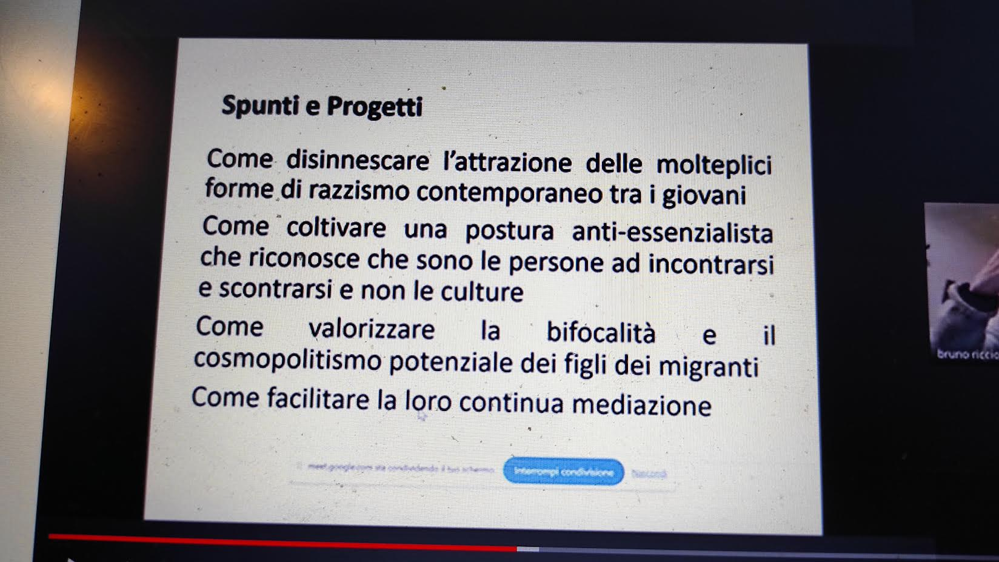 Spunti e Progetti
Come disinnescare l'attrazione delle molteplici
forme di razzismo contemporaneo tra i giovani
Come coltivare una postura anti-essenzialista
che riconosce che sono le persone ad incontrarsi
e scontrarsi e non le culture
Come valorizzare la bifocalità e il
cosmopolitismo potenziale dei figli dei migranti
Come facilitare la loro continua mediazione
meet.google.com sta condividendo il tuo schermo.
Interrompi condivisione
Nascondi
bruno riccio